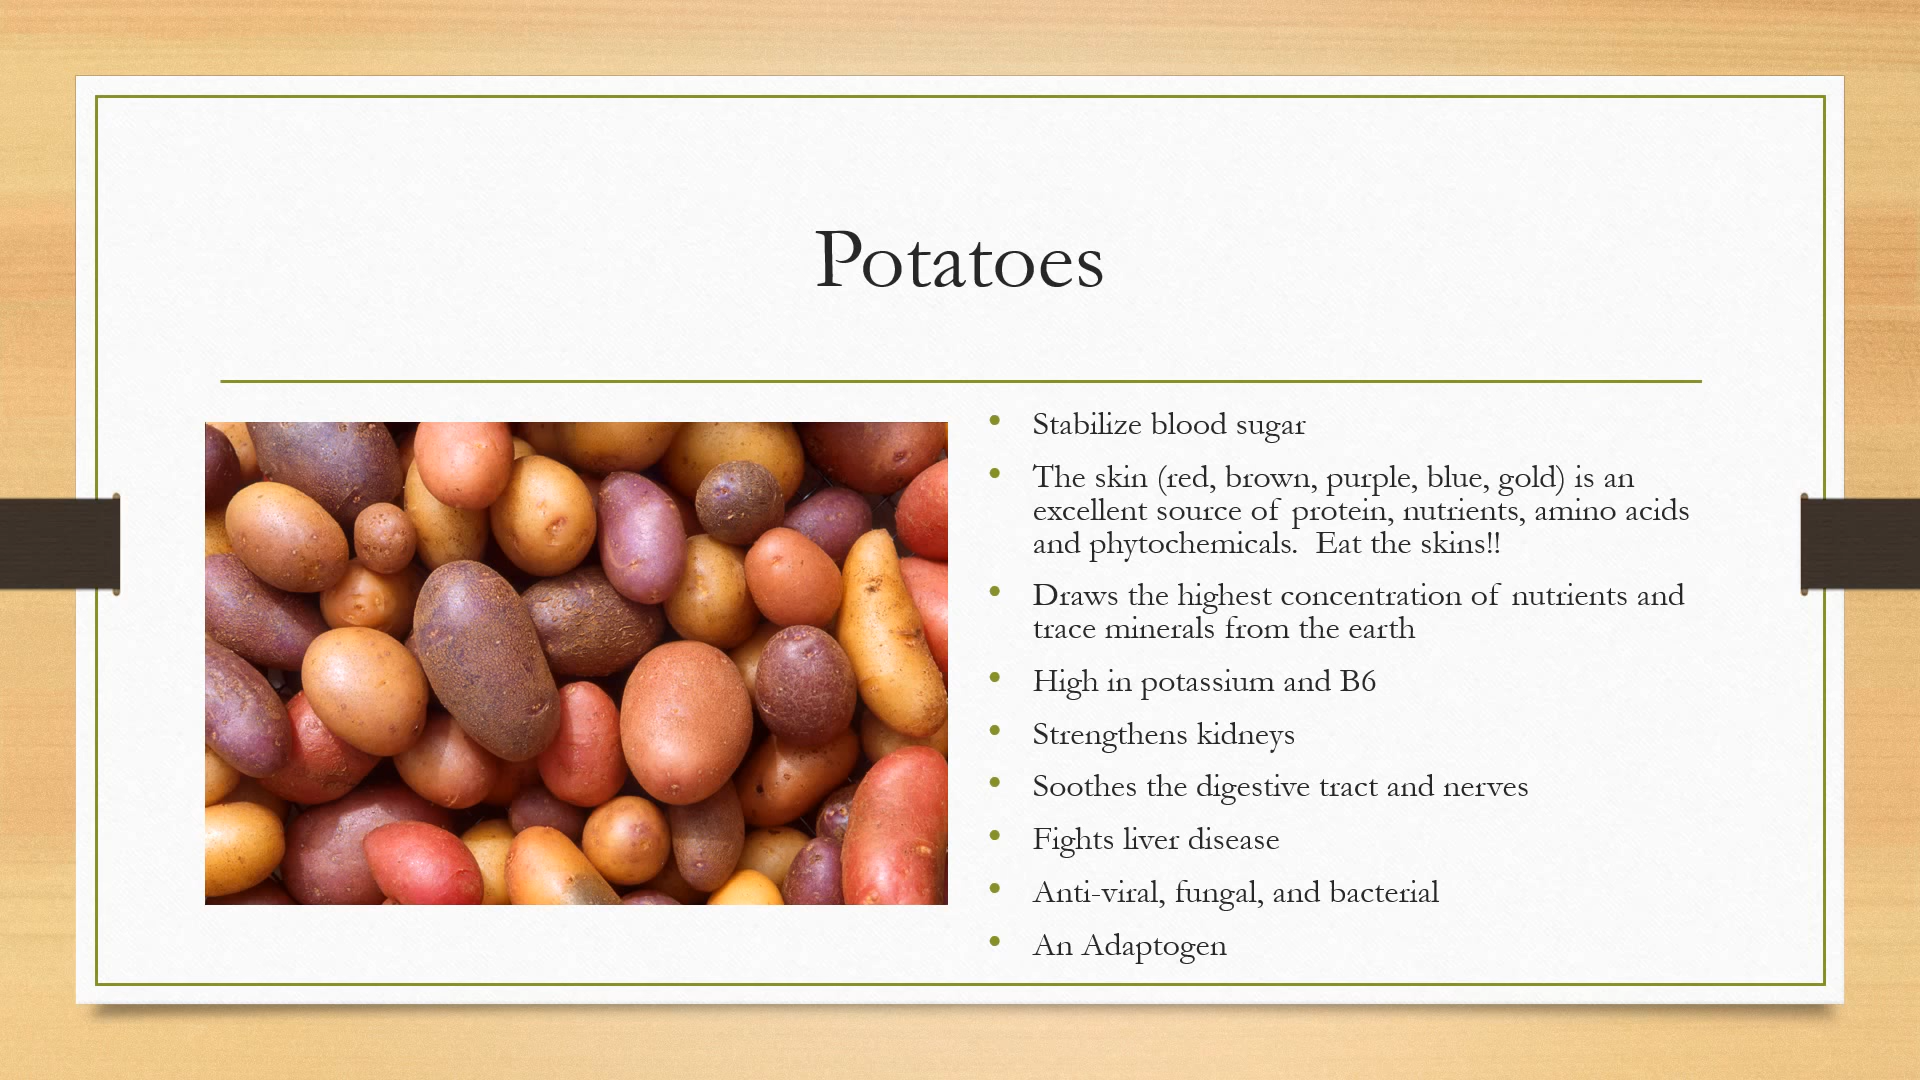 Potatoes
• Stabilize blood sugar
• The skin (red, brown, purple, blue, gold) is an
excellent source of protein, nutrients, amino acids
and phytochemicals.  Eat the skins!!
• Draws the highest concentration of nutrients and
trace minerals from the earth
• High in potassium and B6
• Strengthens kidneys
• Soothes the digestive tract and nerves
• Fights liver disease
• Anti-viral, fungal, and bacterial
• An Adaptogen